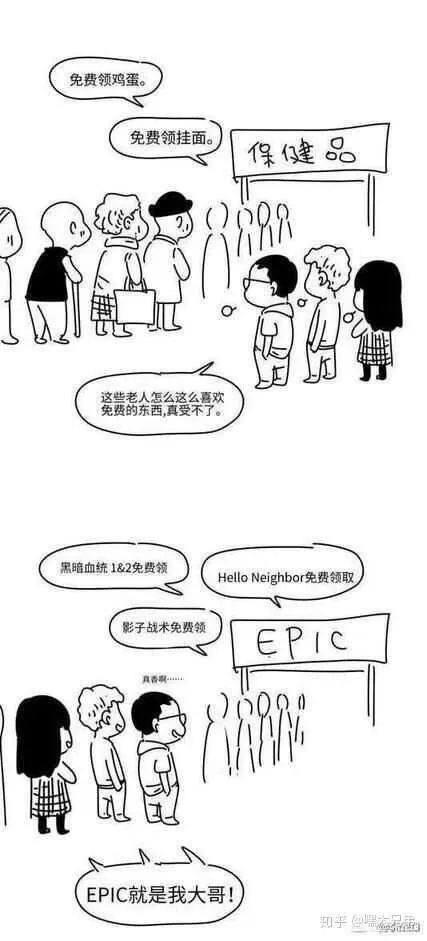 免费领鸡蛋。
免费领挂面。
保健品
这些老人怎么这么喜欢
免费的东西,真受不了。
黑暗血统 1&2免费领
Hello Neighbor免费领取
影子战术免费领
EPIC
真香啊……
EPIC就是我大哥！
知乎